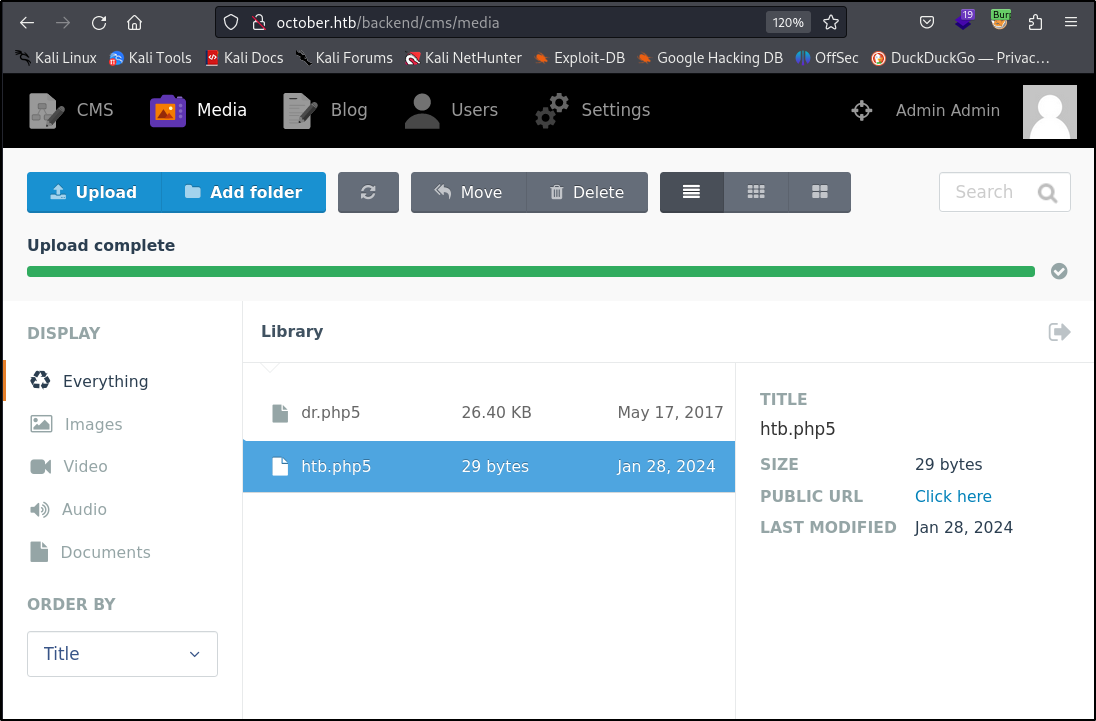 october.htb/backend/cms/media 120% 19 Bur
Kali Linux Kali Tools Kali Docs Kali Forums Kali NetHunter Exploit-DB Google Hacking DB OffSec DuckDuckGo — Privac…
CMS Media Blog Users Settings Admin Admin
Upload Add folder Move Delete Search
Upload complete
DISPLAY
Everything
Images
Video
Audio
Documents
ORDER BY
Title
Library
dr.php5 26.40 KB May 17, 2017
htb.php5 29 bytes Jan 28, 2024
TITLE
htb.php5
SIZE 29 bytes
PUBLIC URL Click here
LAST MODIFIED Jan 28, 2024